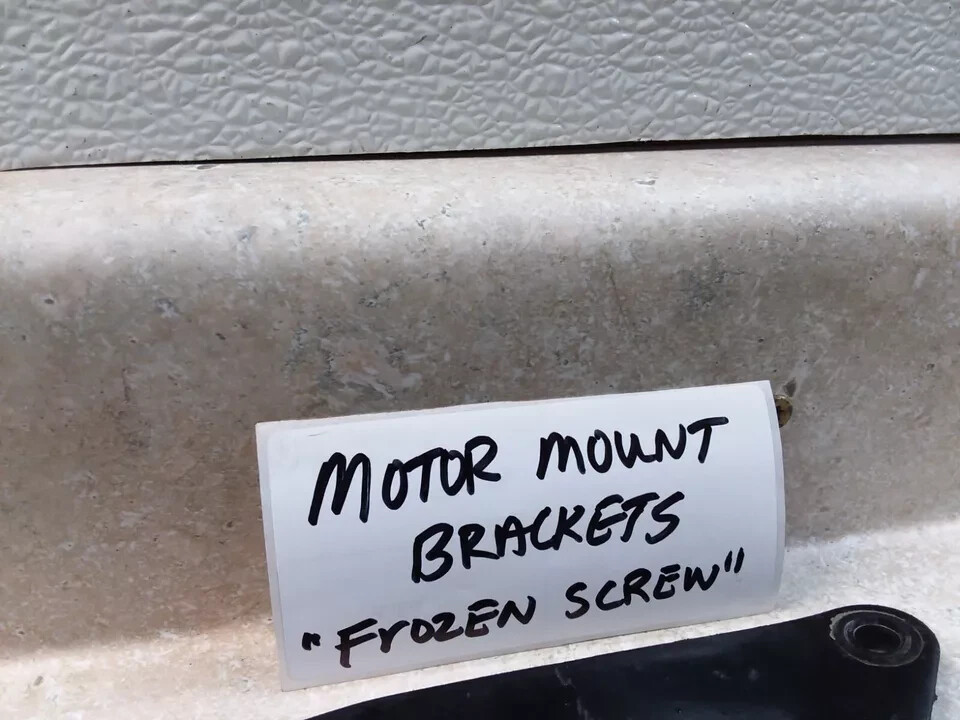 MOTOR MOUNT
BRACKETS
"FrOZEN SCREW"